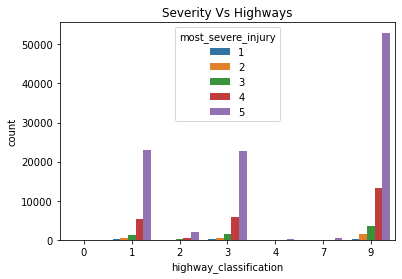 Severity Vs Highways
most_severe_injury
1
2
3
4
5
50000
40000
30000
20000
10000
0
count
0 1 2 3 4 7 9
highway_classification